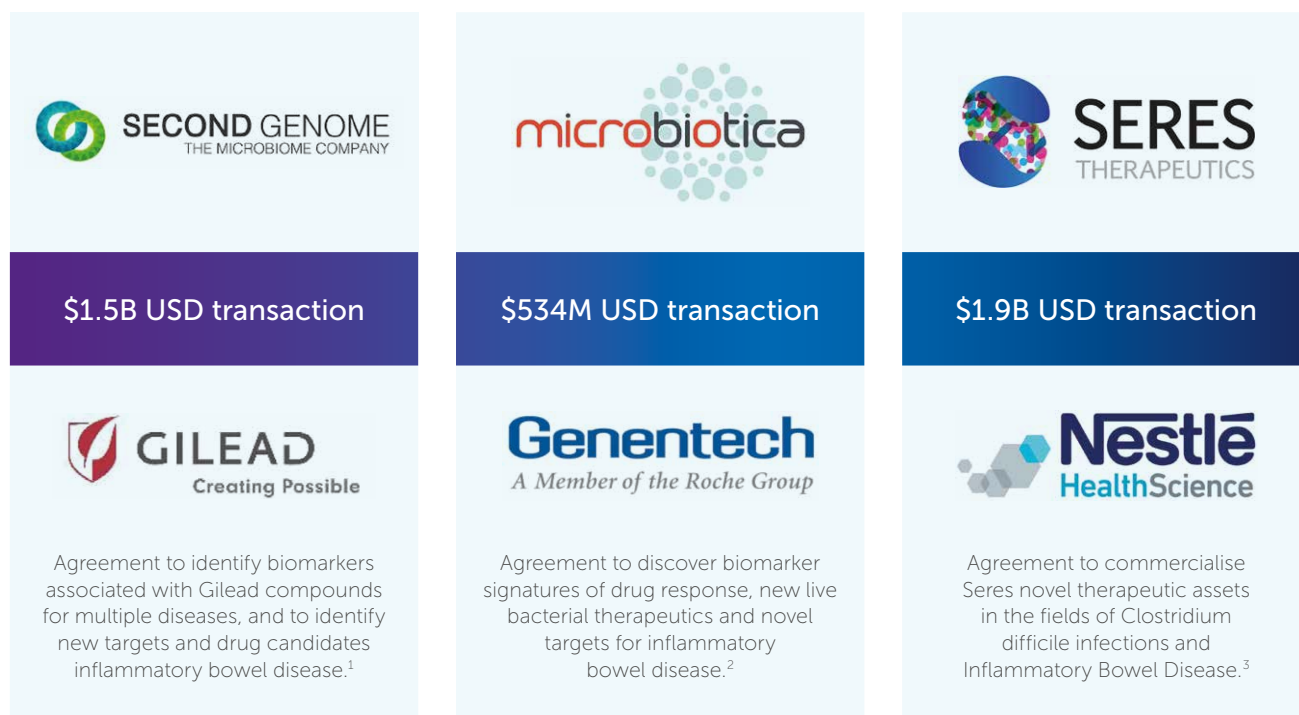 SECOND GENOME
THE MICROBIOME COMPANY
$1.5B USD transaction
GILEAD
Creating Possible
Agreement to identify biomarkers
associated with Gilead compounds
for multiple diseases, and to identify
new targets and drug candidates
inflammatory bowel disease.1
microbiotica
$534M USD transaction
Genentech
A Member of the Roche Group
Agreement to discover biomarker
signatures of drug response, new live
bacterial therapeutics and novel
targets for inflammatory
bowel disease.2
SERES
THERAPEUTICS
$1.9B USD transaction
Nestlé
HealthScience
Agreement to commercialise
Seres novel therapeutic assets
in the fields of Clostridium
difficile infections and
Inflammatory Bowel Disease.3